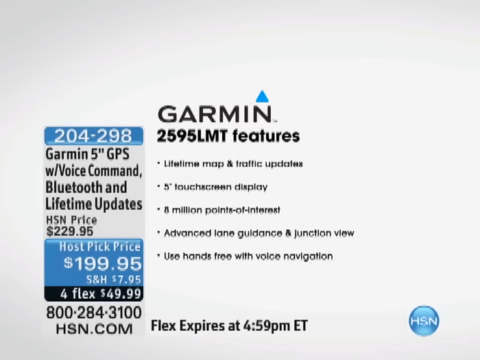 GARMIN™
2595LMT features
• Lifetime map & traffic updates
• 5" touchscreen display
• 8 million points-of-interest
• Advanced lane guidance & junction view
• Use hands free with voice navigation
204-298
Garmin 5" GPS
w/Voice Command,
Bluetooth and
Lifetime Updates
HSN Price
$229.95
Host Pick Price
$199.95
S&H $7.95
4 flex $49.99
800·284·3100
HSN.COM
Flex Expires at 4:59pm ET
HSN